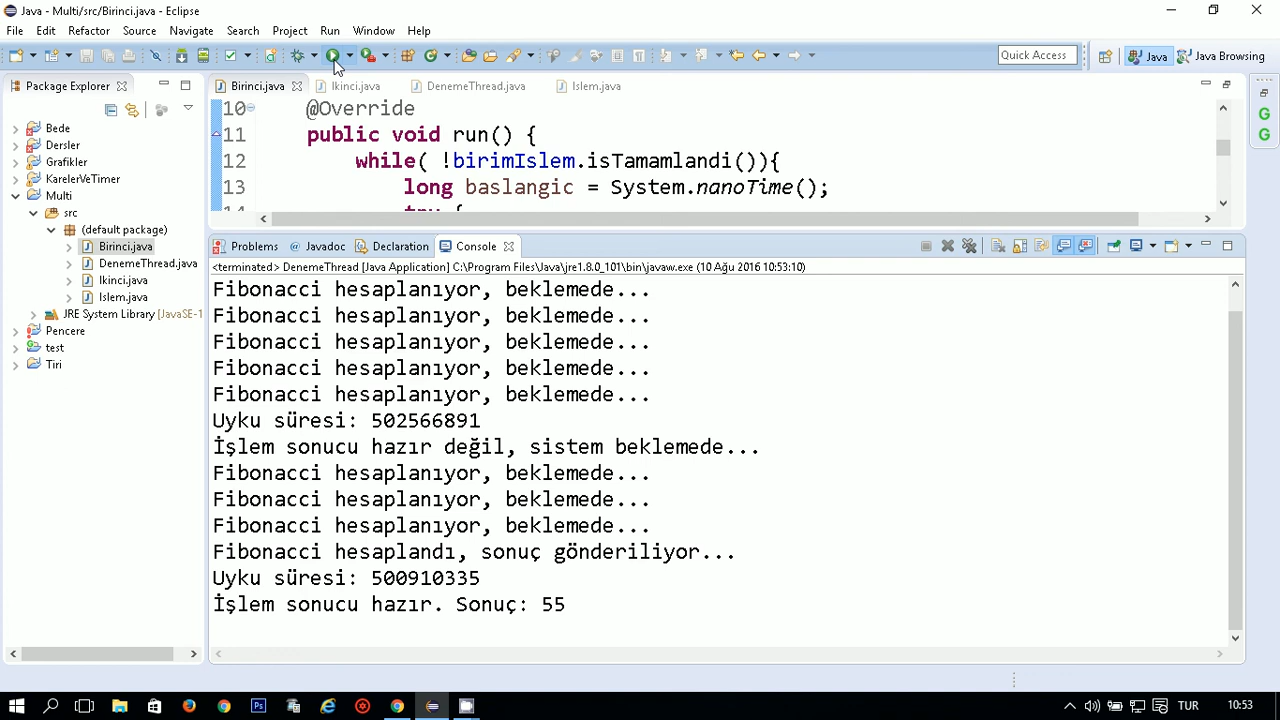 Java - Multi/src/Birinci.java - Eclipse
File Edit Refactor Source Navigate Search Project Run Window Help
Quick Access
Java
Java Browsing
Package Explorer
Bede
Dersler
Grafikler
KarelerVeTimer
Multi
src
(default package)
Birinci.java
DenemeThread.java
Ikinci.java
Islem.java
JRE System Library [JavaSE-1
Pencere
test
Tiri
Birinci.java Ikinci.java DenemeThread.java Islem.java
10 @Override
11 public void run() {
12 while( !birimIslem.isTamamlandi()){
13 long baslangic = System.nanoTime();
14 try {
Problems @ Javadoc Declaration Console
<terminated> DenemeThread [Java Application] C:\Program Files\Java\jre1.8.0_101\bin\javaw.exe (10 Ağu 2016 10:53:10)
Fibonacci hesaplanıyor, beklemede...
Fibonacci hesaplanıyor, beklemede...
Fibonacci hesaplanıyor, beklemede...
Fibonacci hesaplanıyor, beklemede...
Fibonacci hesaplanıyor, beklemede...
Uyku süresi: 502566891
İşlem sonucu hazır değil, sistem beklemede...
Fibonacci hesaplanıyor, beklemede...
Fibonacci hesaplanıyor, beklemede...
Fibonacci hesaplanıyor, beklemede...
Fibonacci hesaplandı, sonuç gönderiliyor...
Uyku süresi: 500910335
İşlem sonucu hazır. Sonuç: 55
TUR
10:53